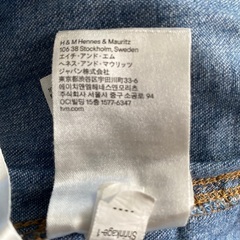 H & M Hennes & Mauritz
106 38 Stockholm, Sweden
エイチ・アンド・エム
ヘネス・アンド・マウリッツ
ジャパン株式会社
東京都渋谷区宇田川町33-6
에이치앤엠헤네스앤모리츠
주식회사 서울시 중구 소공로
OCI빌딩 15층 1577-6347
hm.com
Shrinkage-